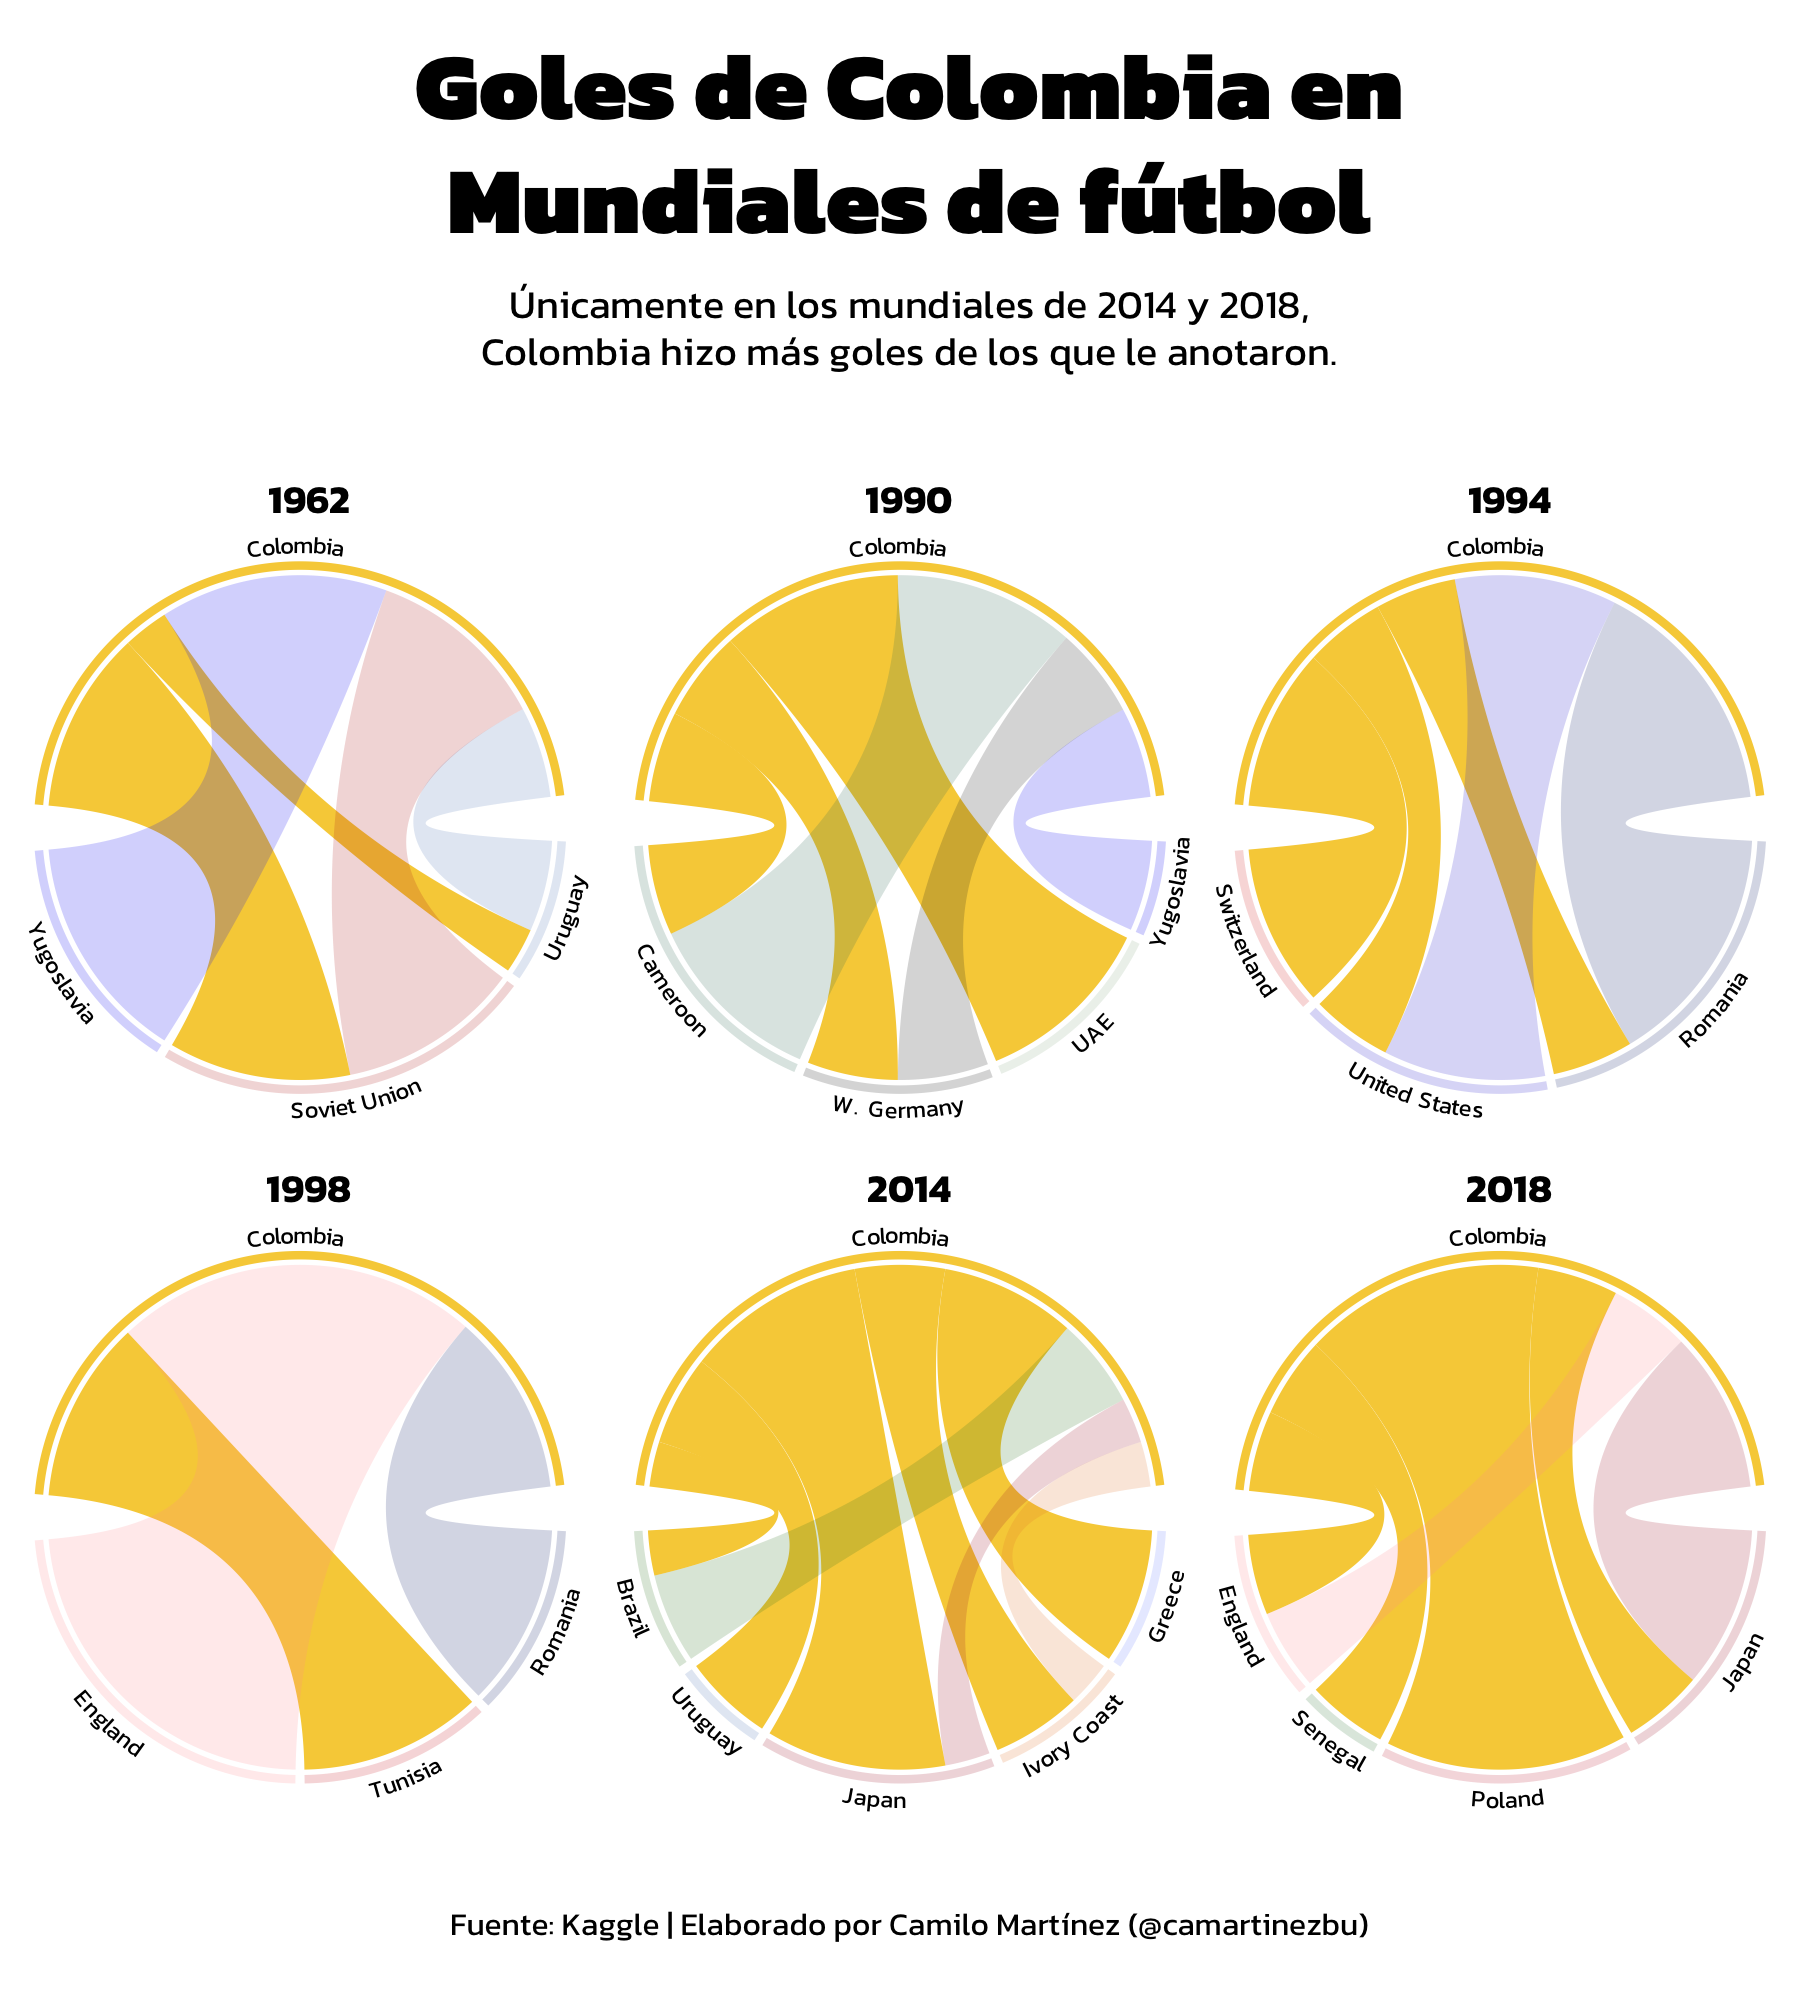 Goles de Colombia en
Mundiales de fútbol
Únicamente en los mundiales de 2014 y 2018,
Colombia hizo más goles de los que le anotaron.
1962
Colombia
Yugoslavia
Soviet Union
Uruguay
1990
Colombia
Cameroon
W. Germany
UAE
Yugoslavia
1994
Colombia
Switzerland
United States
Romania
1998
Colombia
England
Tunisia
Romania
2014
Colombia
Brazil
Uruguay
Japan
Ivory Coast
Greece
2018
Colombia
England
Senegal
Poland
Japan
Fuente: Kaggle | Elaborado por Camilo Martínez (@camartinezbu)